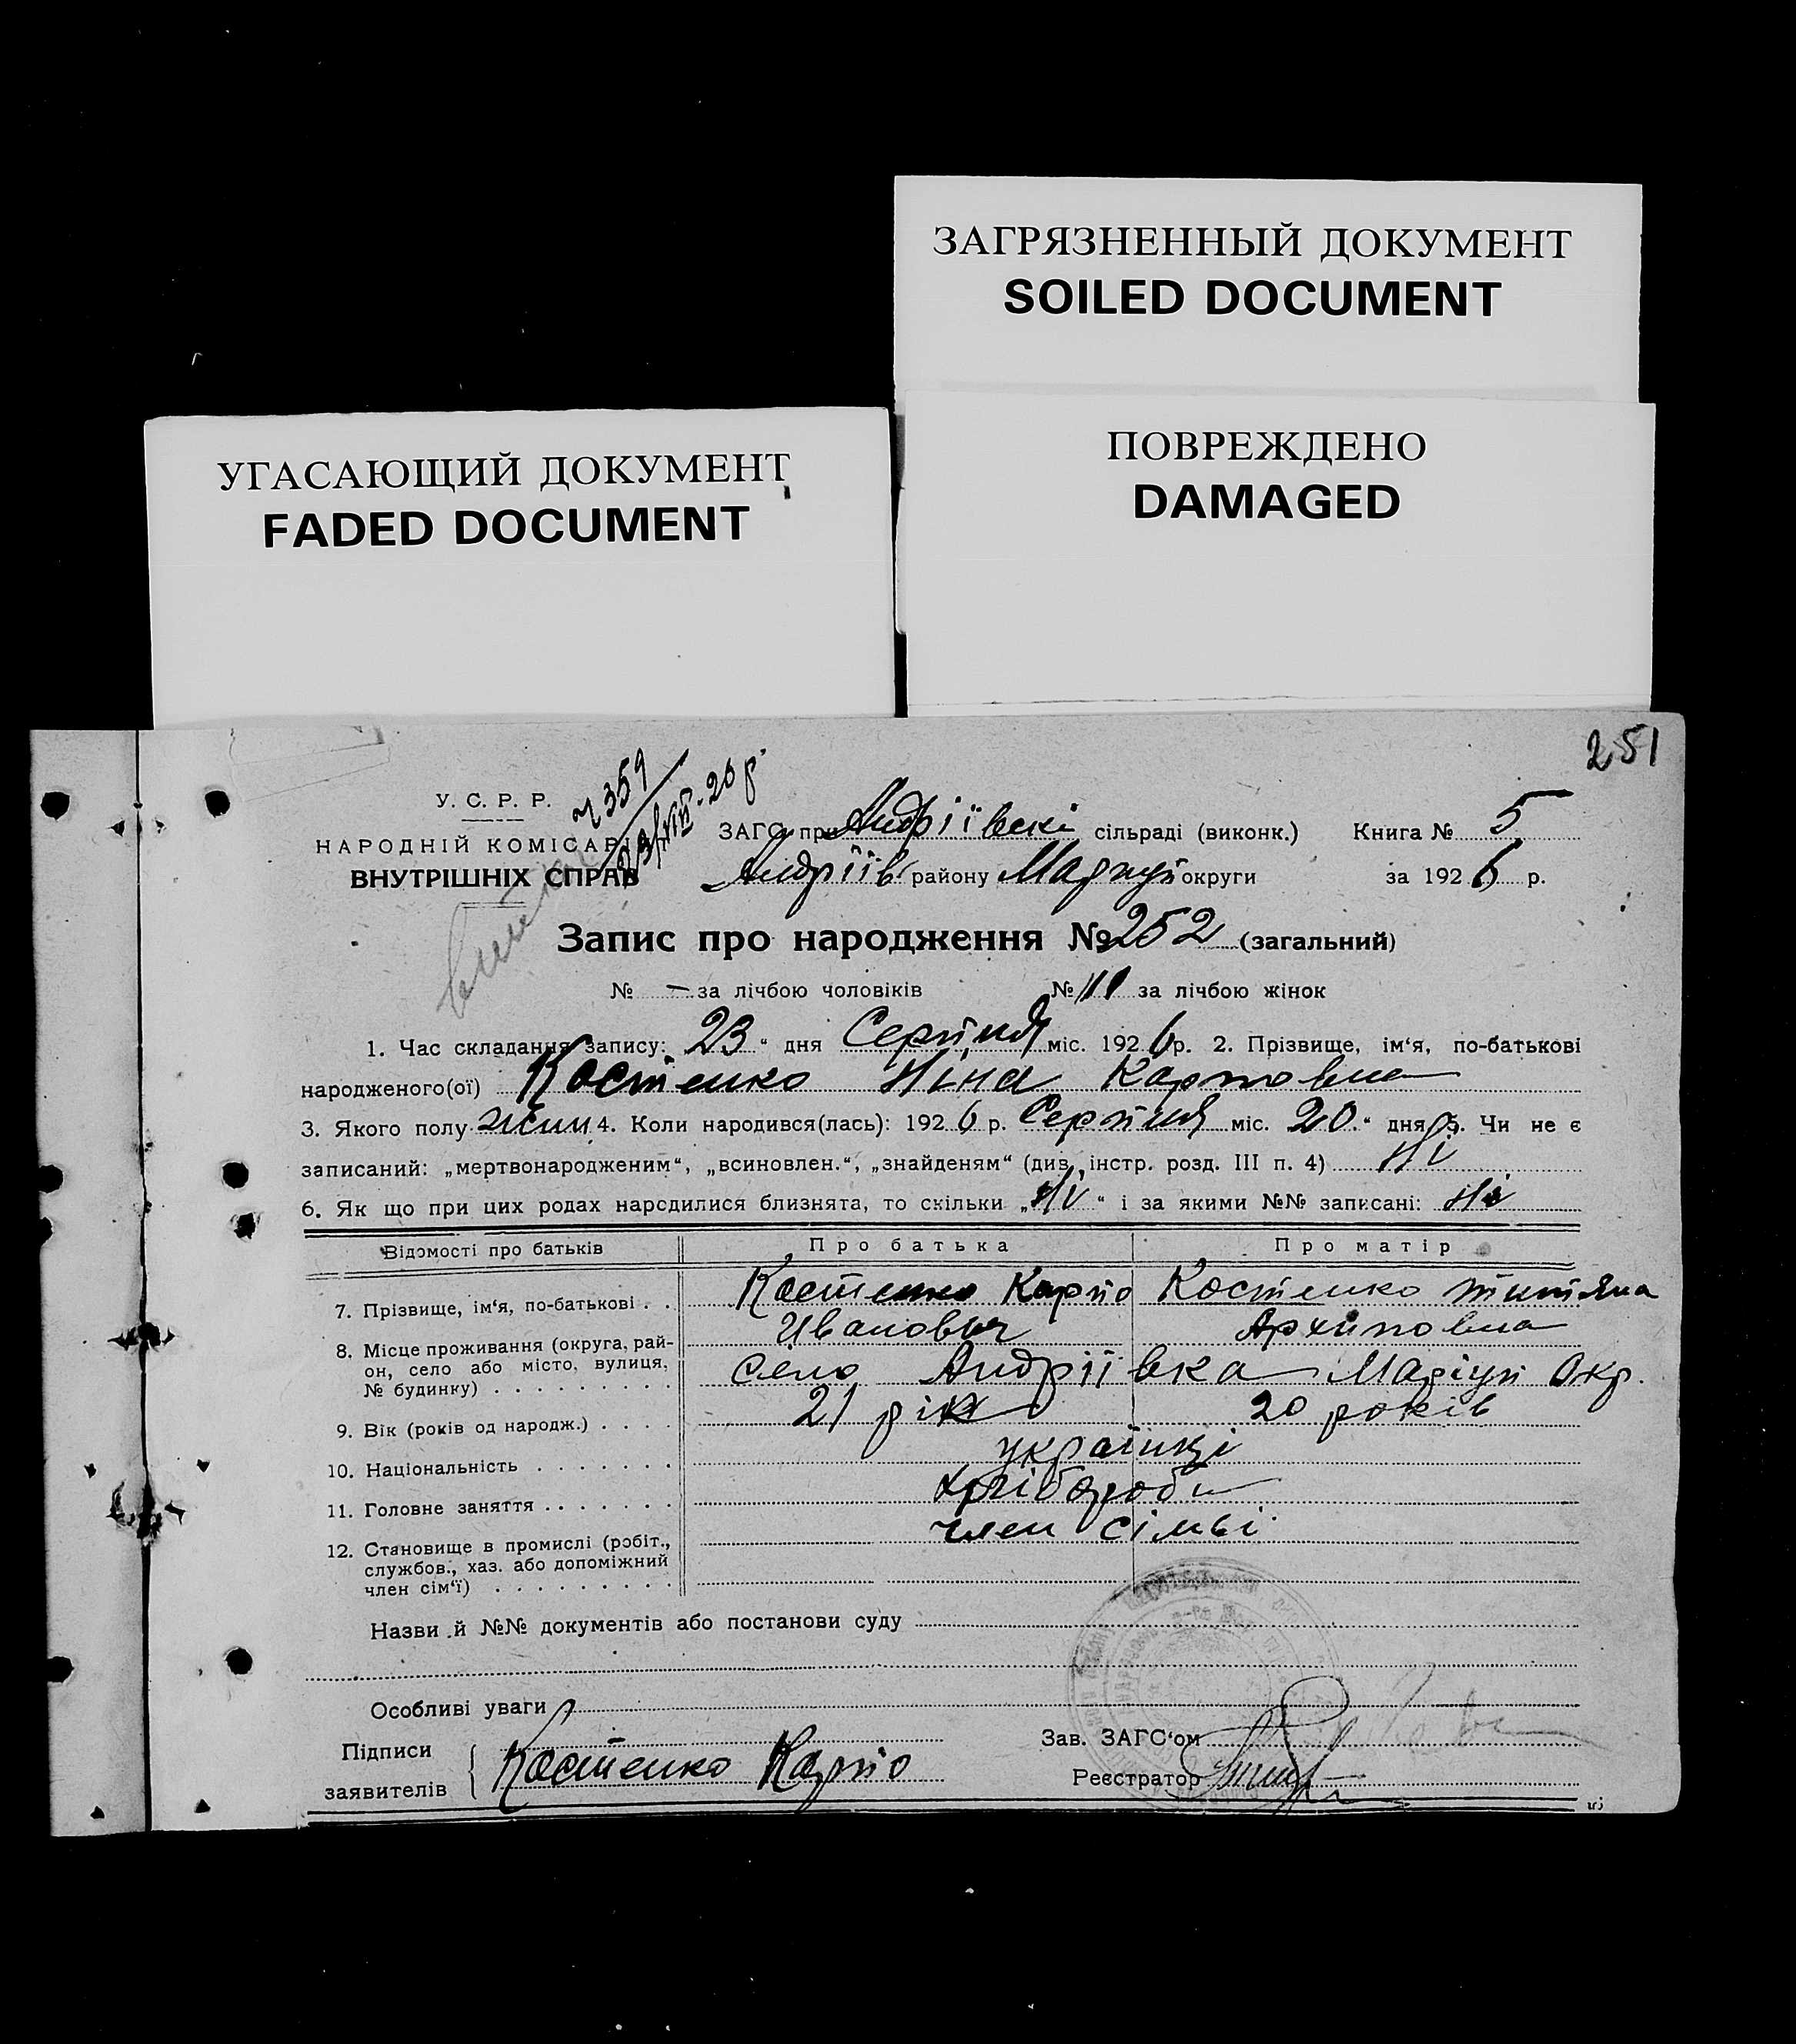 ЗАГРЯЗНЕННЫЙ ДОКУМЕНТ
SOILED DOCUMENT
УГАСАЮЩИЙ ДОКУМЕНТ
FADED DOCUMENT
ПОВРЕЖДЕНО
DAMAGED
251
У. С. Р. Р.
НАРОДНІЙ КОМІСАРІЯТ
ВНУТРІШНІХ СПРАВ
359
ЗАГС при Андріївскі сільраді (виконк.) Книга № 5
Андріїв району Маріуп округи за 1926 р.
Запис про народження № 252 (загальний)
№ – за лічбою чоловіків № 111 за лічбою жінок
1. Час складання запису: 23 “ дня Серпня міс. 1926 р. 2. Прізвище, ім‘я, по-батькові
народженого(ої) Костенко Ніна Карповна
3. Якого полу жін 4. Коли народився(лась): 1926 р. Серпня міс. 20 “ дня 5. Чи не є
записаний: „мертвонародженим“, „всиновлен.“, „знайденям“ (див. інстр. розд. III п. 4) Ні
6. Як що при цих родах народилися близнята, то скільки „Ні“ і за якими №№ записані: Ні
Відомості про батьків Про батька Про матір
7. Прізвище, ім‘я, по-батькові . . Костенко Карпо Костенко Титяна
Иванович Архиповна
8. Місце проживання (округа, рай-
он, село або місто, вулиця,
№ будинку) . . . . . . . . . село Андріївка Маріуп Окр.
9. Вік (років од народж.) . . . . 21 рік 20 років
10. Національність . . . . . . . українці
11. Головне заняття . . . . . . . хлібороби
12. Становище в промислі (робіт.,
службов., хаз. або допоміжний
член сім‘ї) . . . . . . . . . член сімьі
Назви й №№ документів або постанови суду
Особливі уваги
Підписи
заявителів Костенко Карпо
Зав. ЗАГС‘ом
Реєстратор